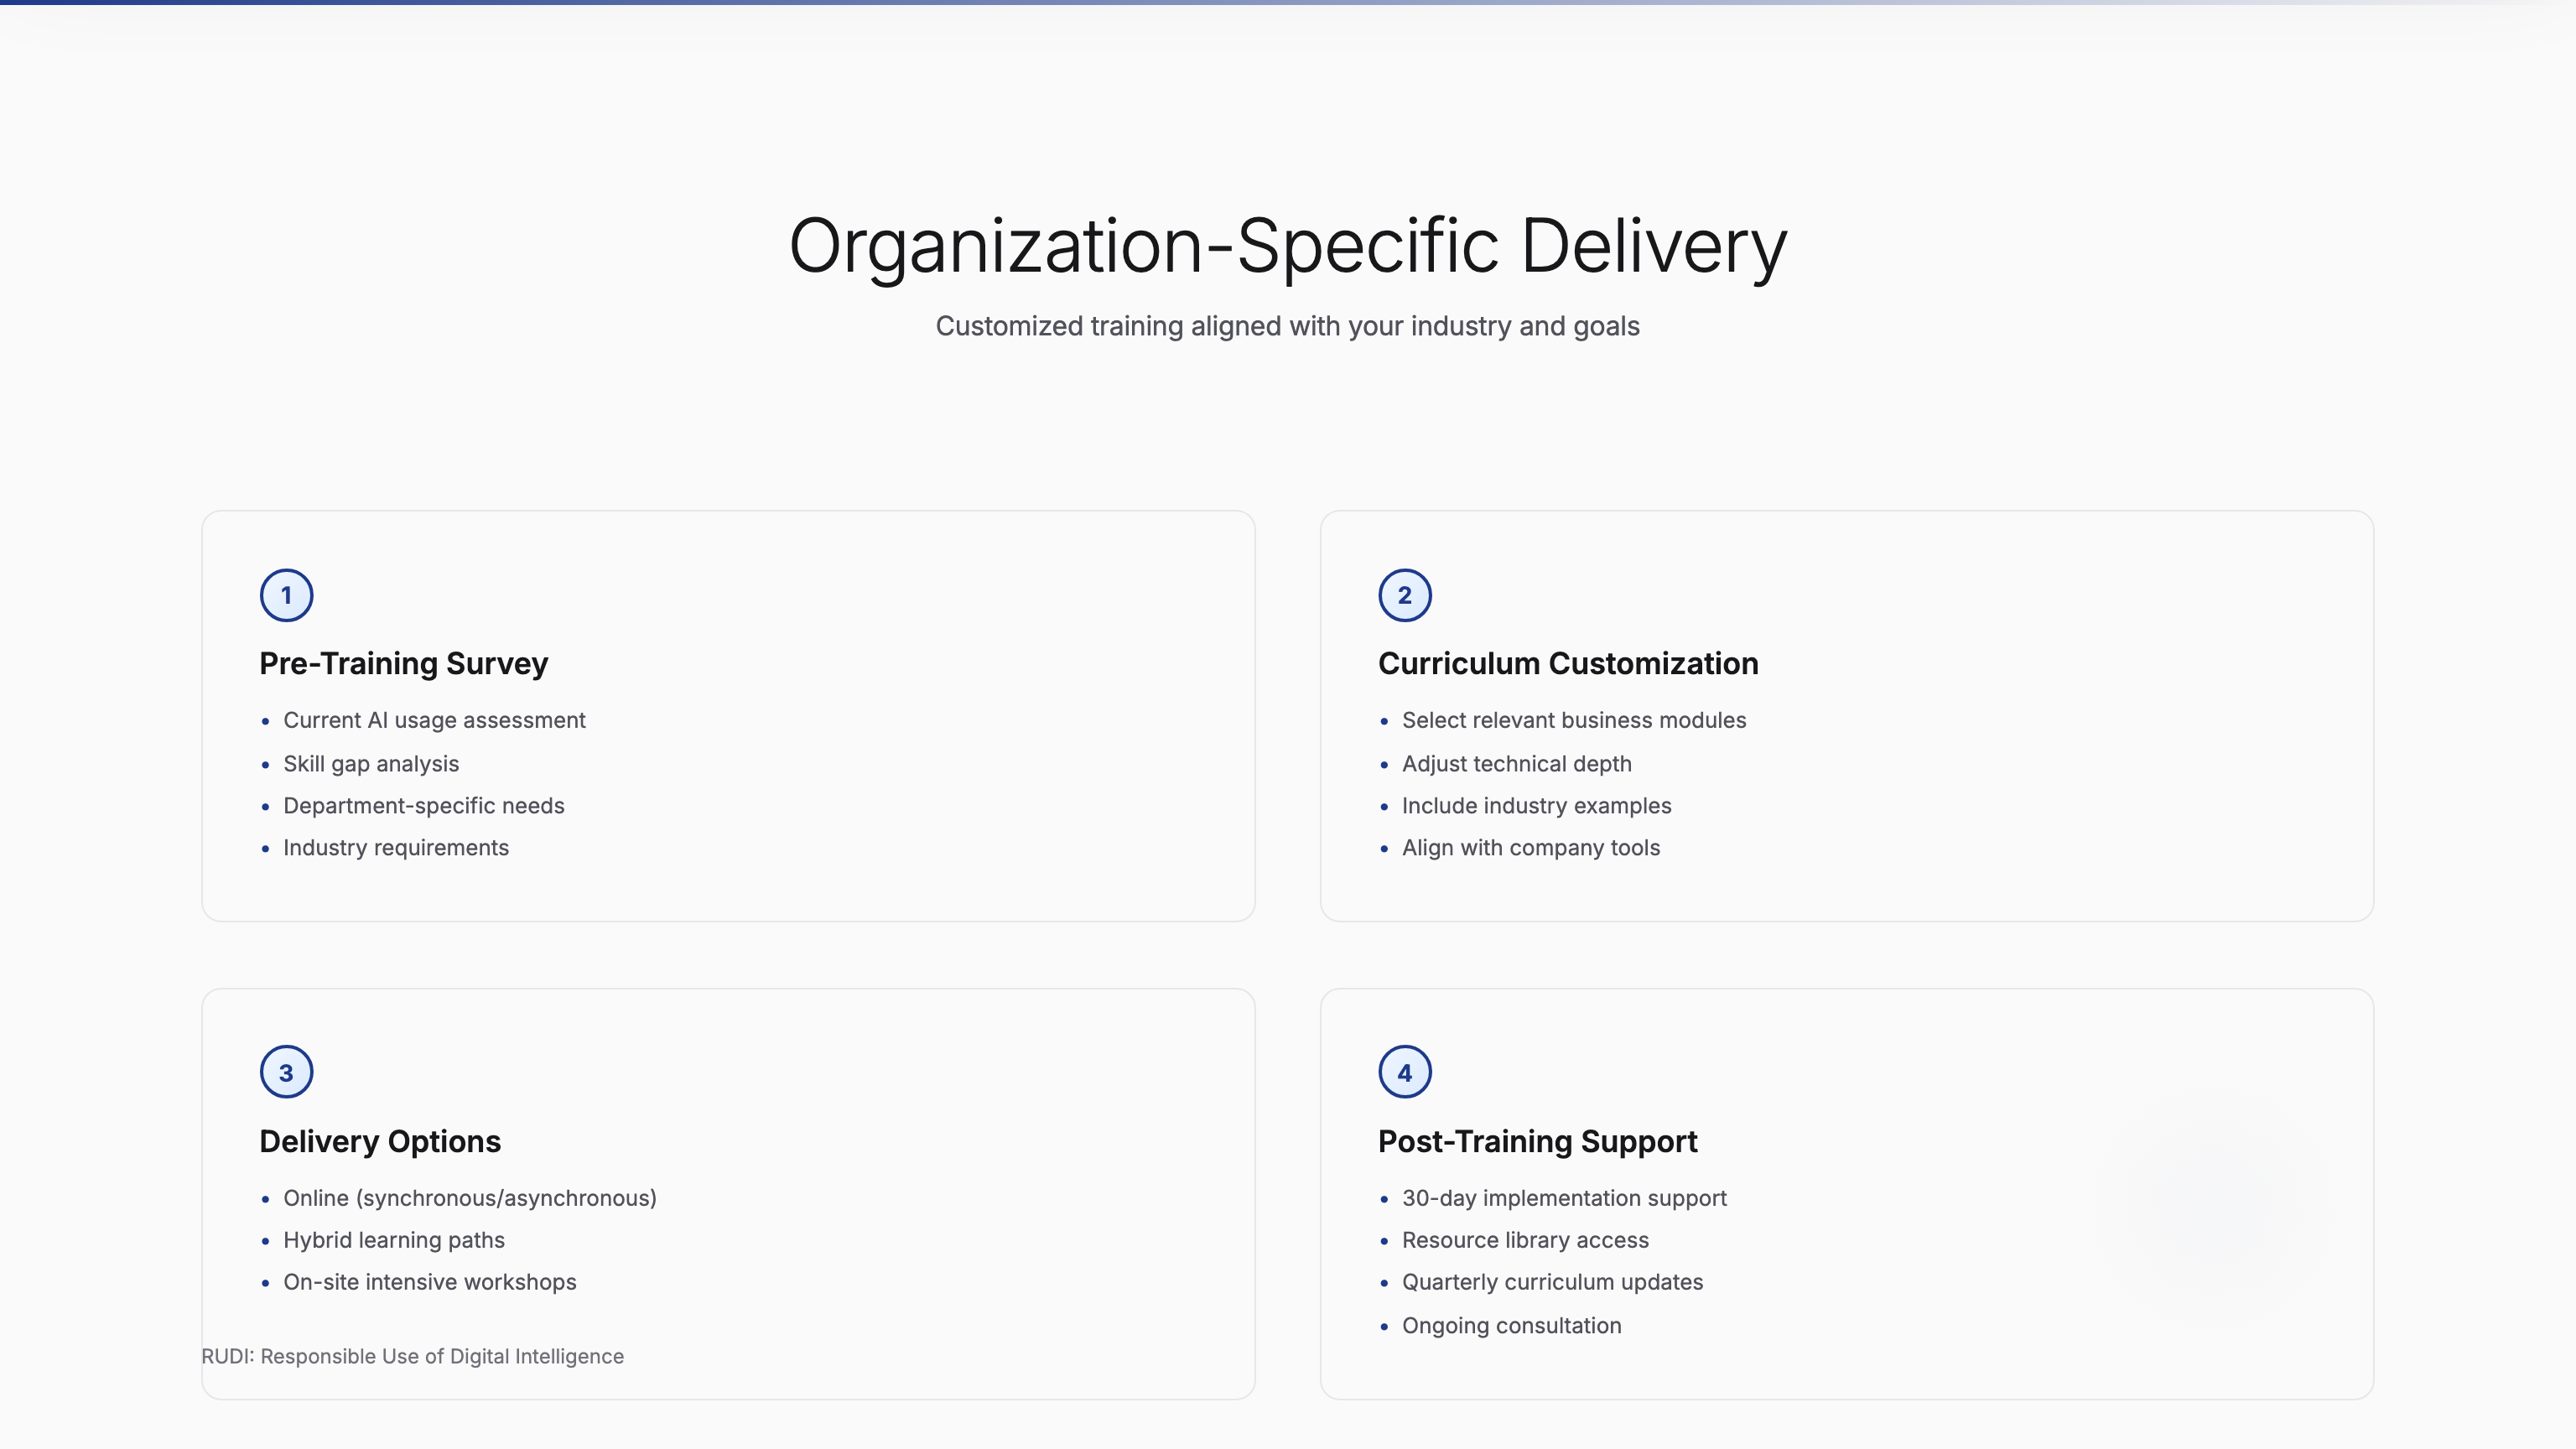 Organization-Specific Delivery
Customized training aligned with your industry and goals
1
Pre-Training Survey
• Current AI usage assessment
• Skill gap analysis
• Department-specific needs
• Industry requirements
2
Curriculum Customization
• Select relevant business modules
• Adjust technical depth
• Include industry examples
• Align with company tools
3
Delivery Options
• Online (synchronous/asynchronous)
• Hybrid learning paths
• On-site intensive workshops
4
Post-Training Support
• 30-day implementation support
• Resource library access
• Quarterly curriculum updates
• Ongoing consultation
RUDI: Responsible Use of Digital Intelligence